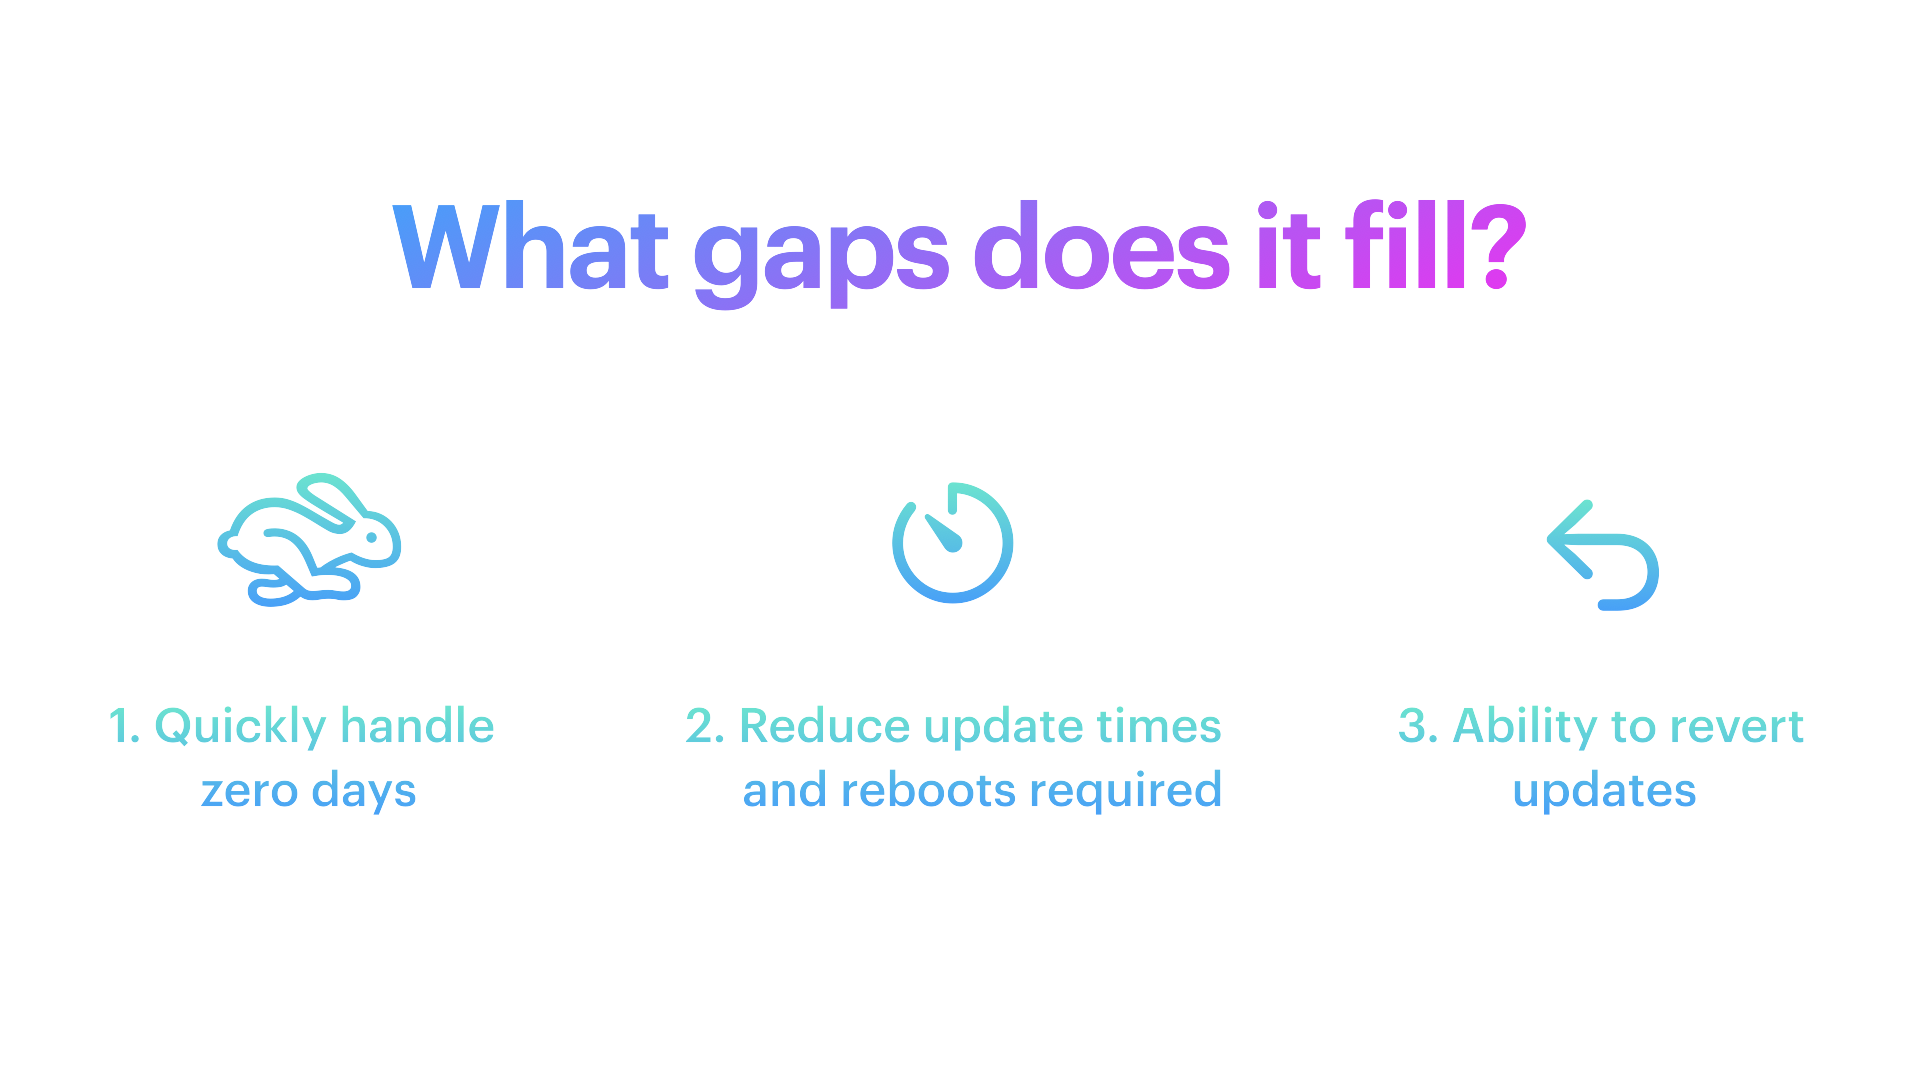 What gaps does it fill?
1. Quickly handle
zero days
2. Reduce update times
and reboots required
3. Ability to revert
updates